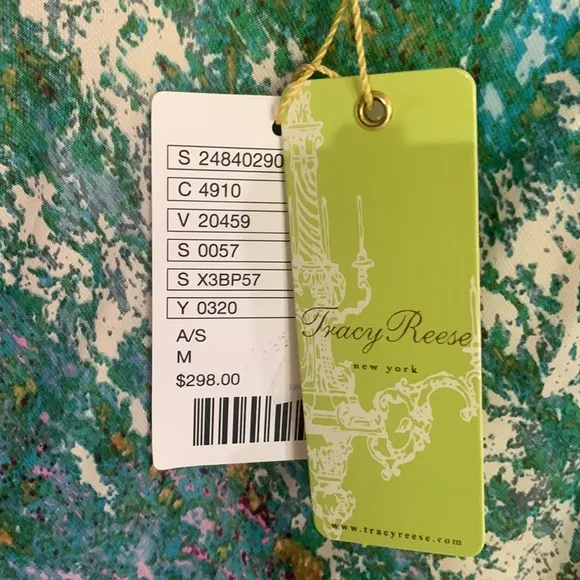 S 24840290
C 4910
V 20459
S 0057
S X3BP57
Y 0320
A/S
M
$298.00
Tracy Reese
new york
www.tracyreese.com